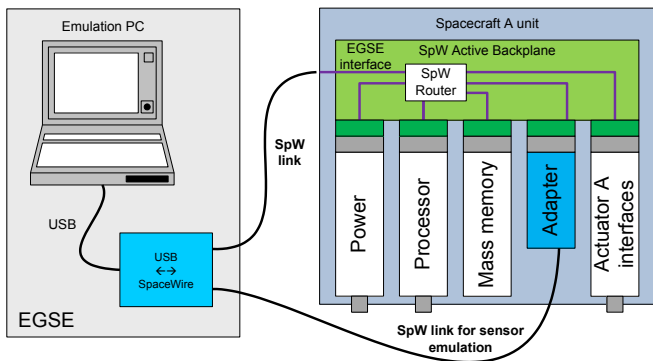 Emulation PC
USB
USB
←→
SpaceWire
EGSE
SpW
link
Spacecraft A unit
EGSE
interface
SpW Active Backplane
SpW
Router
Power
Processor
Mass memory
Adapter
Actuator A
interfaces
SpW link for sensor
emulation